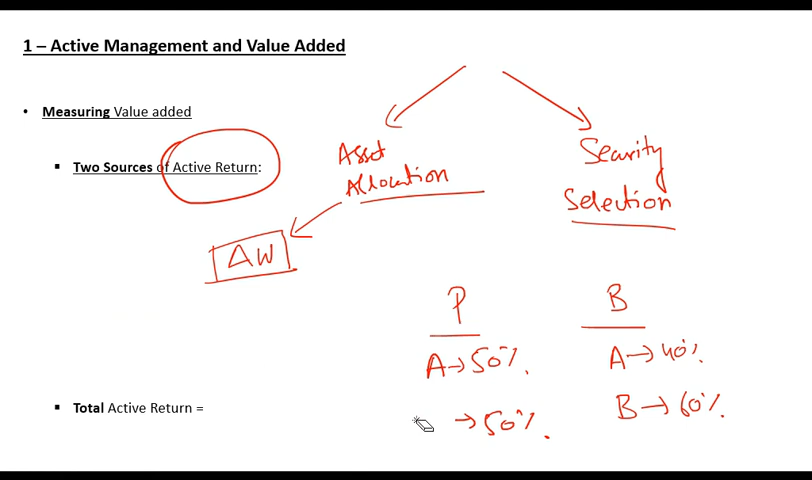 1 – Active Management and Value Added
• Measuring Value added
▪ Two Sources of Active Return:
Asset
Allocation
Security
Selection
ΔW
P
A → 50%.
→ 50%.
B
A → 40%.
B → 60%.
▪ Total Active Return =